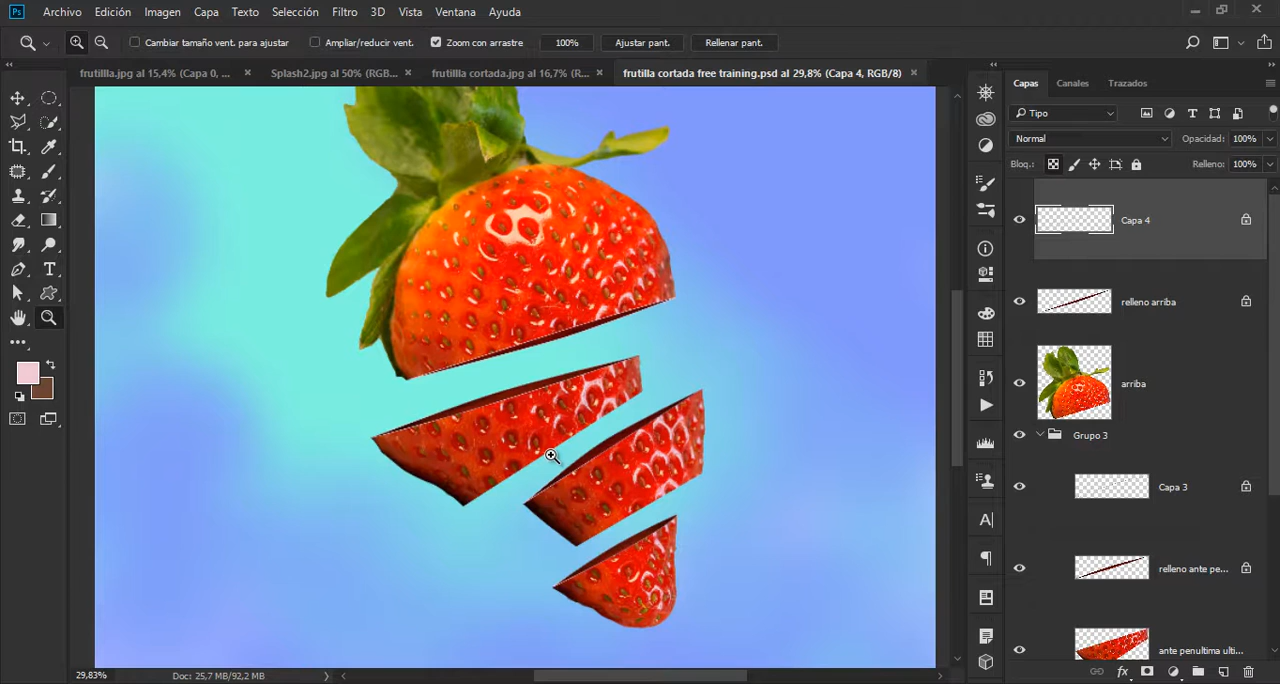 Ps Archivo Edición Imagen Capa Texto Selección Filtro 3D Vista Ventana Ayuda
Cambiar tamaño vent. para ajustar Ampliar/reducir vent. Zoom con arrastre 100% Ajustar pant. Rellenar pant.
frutillla.jpg al 15,4% (Capa 0, ... × Splash2.jpg al 50% (RGB... × frutilla cortada.jpg al 16,7% (R... × frutilla cortada free training.psd al 29,8% (Capa 4, RGB/8) ×
Capas Canales Trazados
Tipo
Normal Opacidad: 100%
Bloq.: Relleno: 100%
Capa 4
relleno arriba
arriba
Grupo 3
Capa 3
relleno ante pe...
ante penultima ulti...
29,83% Doc: 25,7 MB/92,2 MB